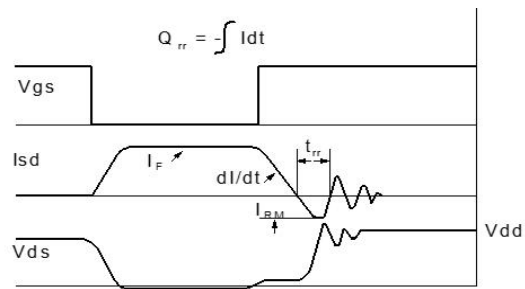 Q rr = -∫ Idt
Vgs
Isd
I F
t rr
dI/dt
I RM
Vds
Vdd